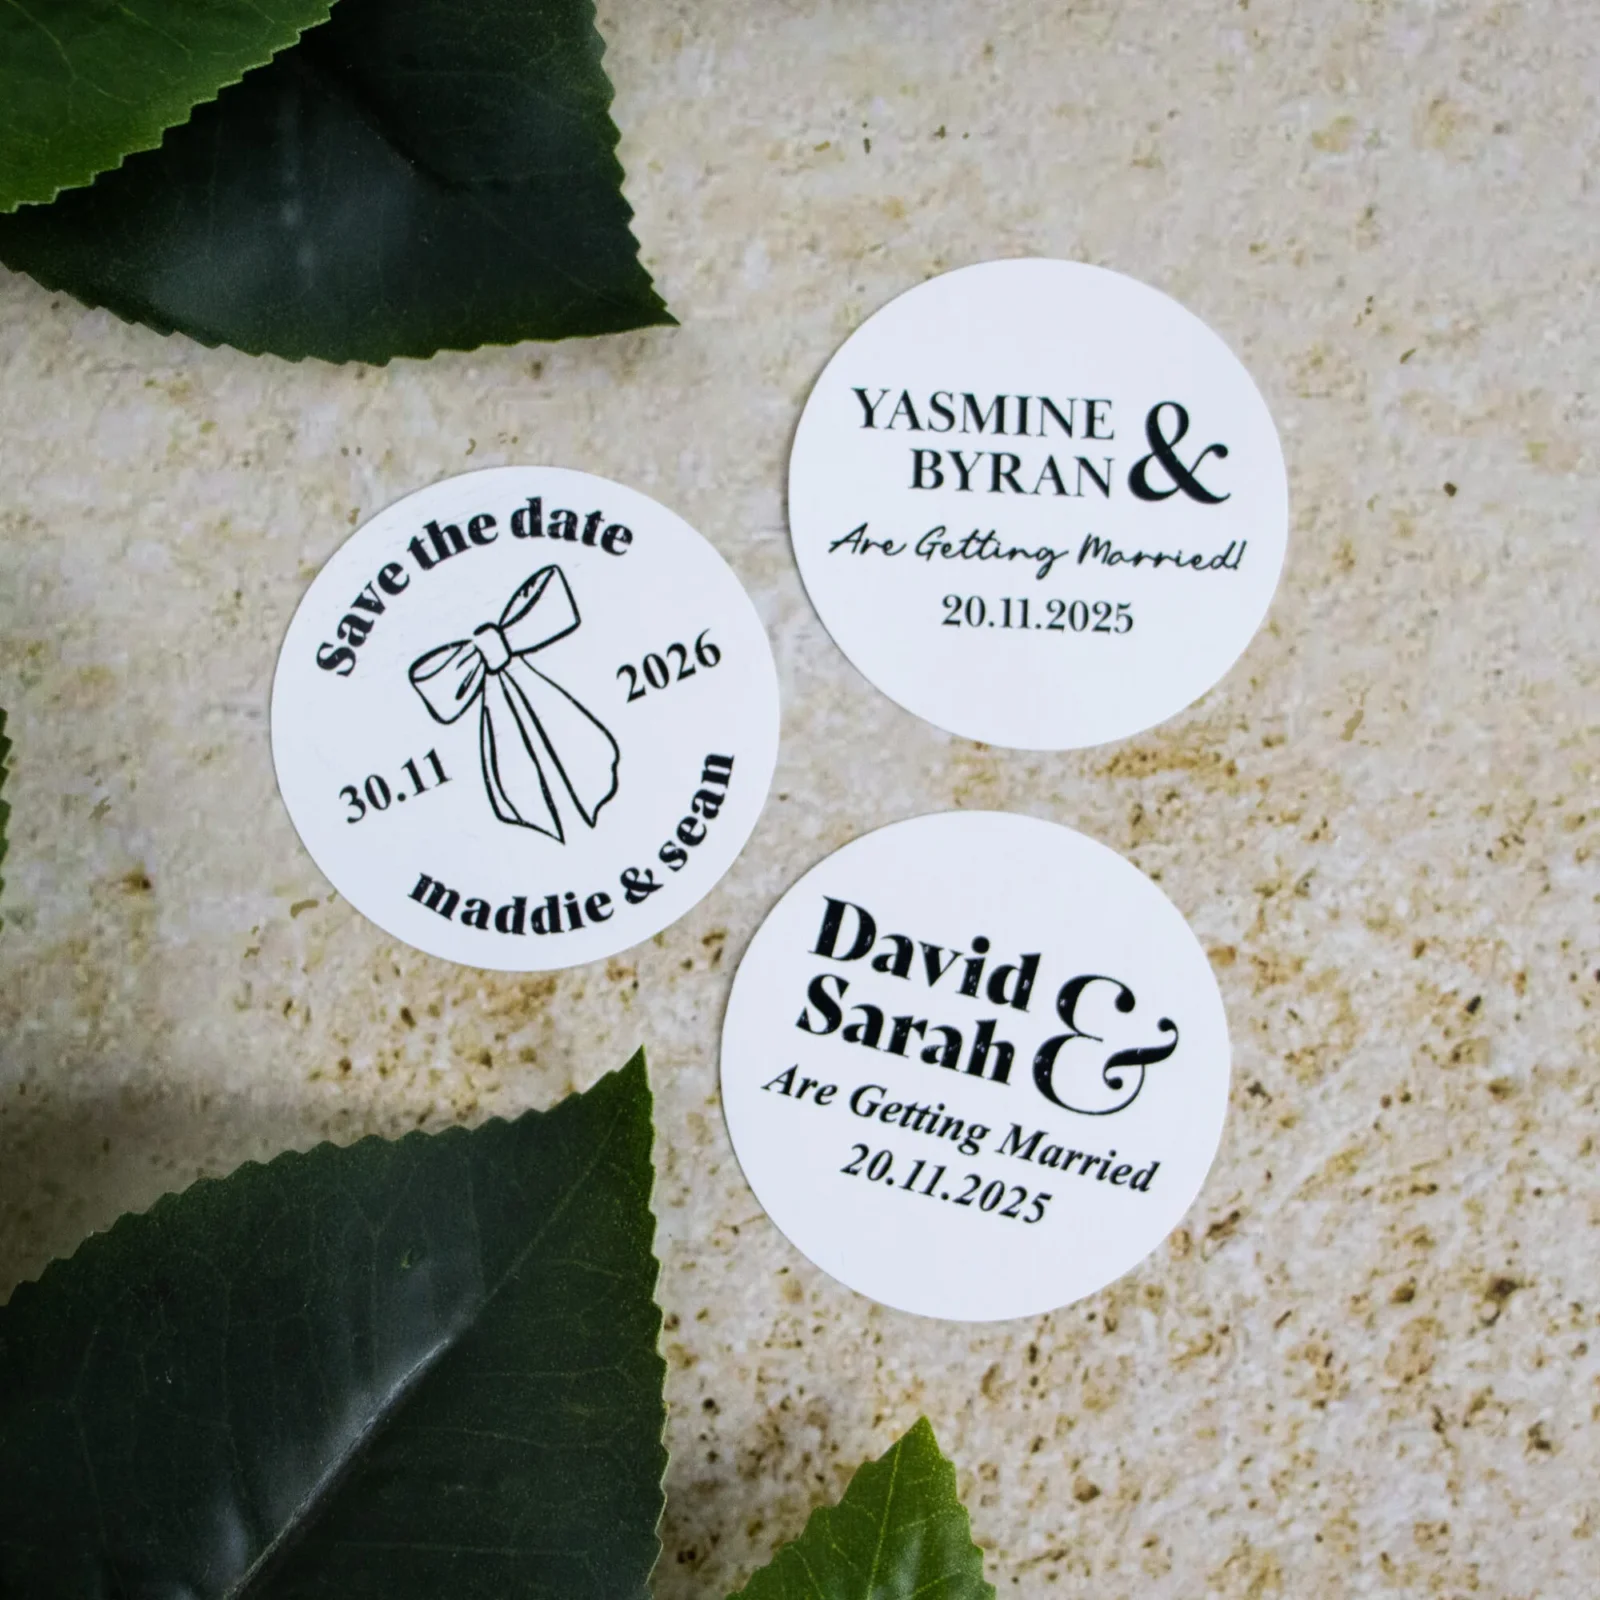 Save the date
30.11
2026
maddie & sean
YASMINE &
BYRAN
Are Getting Married!
20.11.2025
David &
Sarah
Are Getting Married
20.11.2025